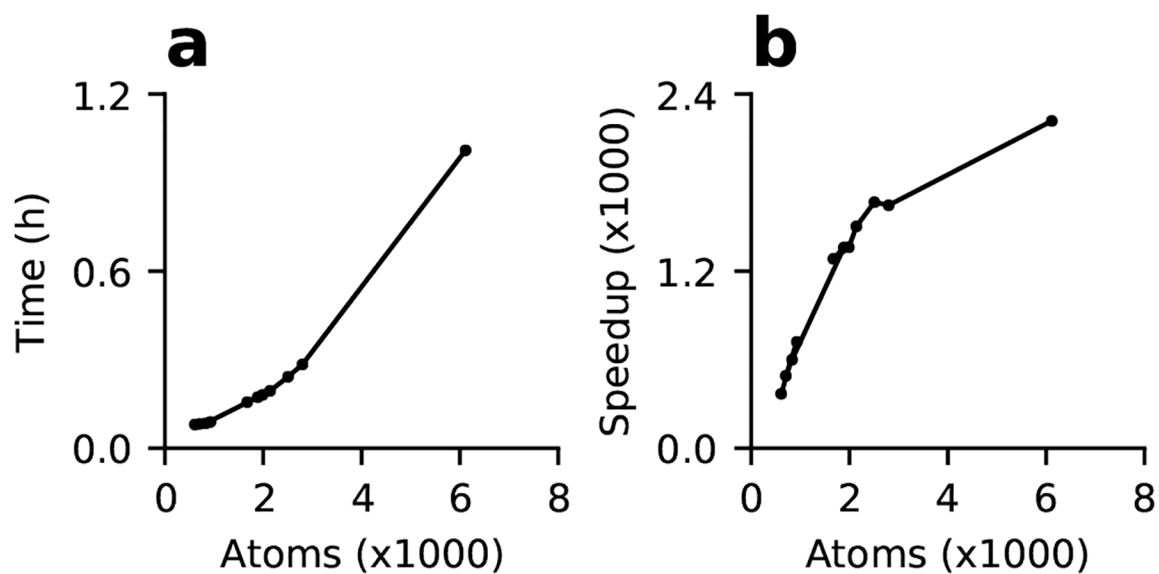 a
1.2
0.6
0.0
Time (h)
0 2 4 6 8
Atoms (x1000)
b
2.4
1.2
0.0
Speedup (x1000)
0 2 4 6 8
Atoms (x1000)